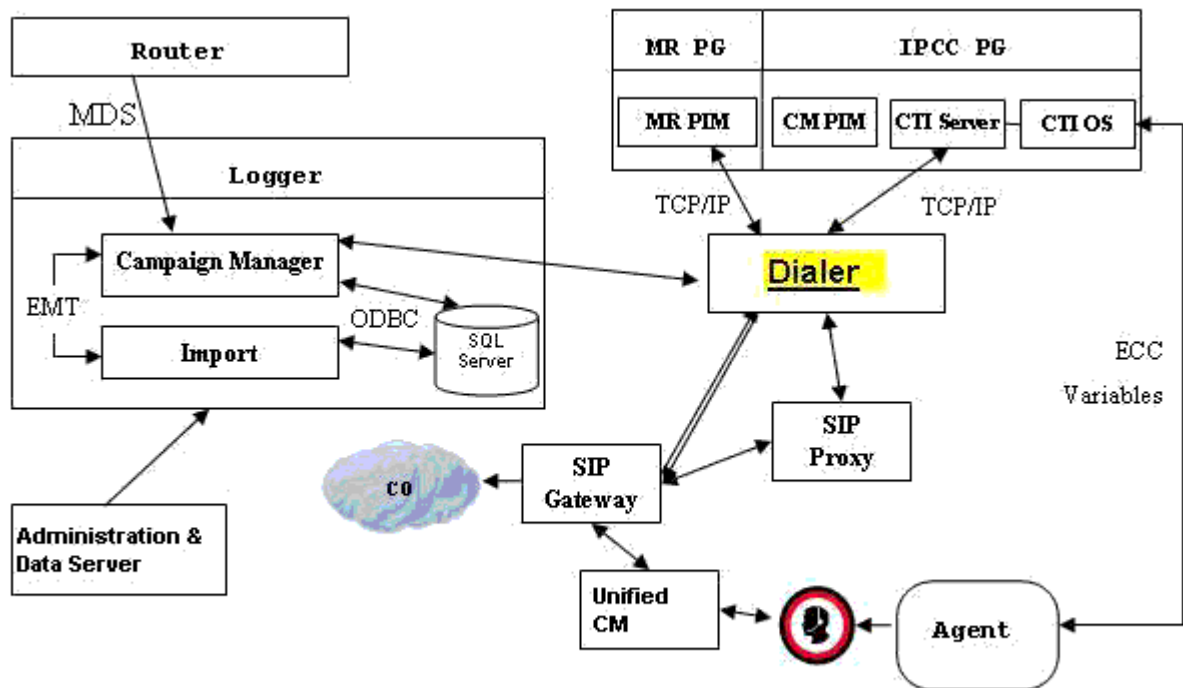 Router
MDS
Logger
Campaign Manager
EMT
ODBC
Import
SQL
Server
Administration &
Data Server
MR PG
IPCC PG
MR PIM
CM PIM
CTI Server
CTI OS
TCP/IP
TCP/IP
Dialer
ECC
Variables
SIP
Proxy
SIP
Gateway
CO
Unified
CM
Agent